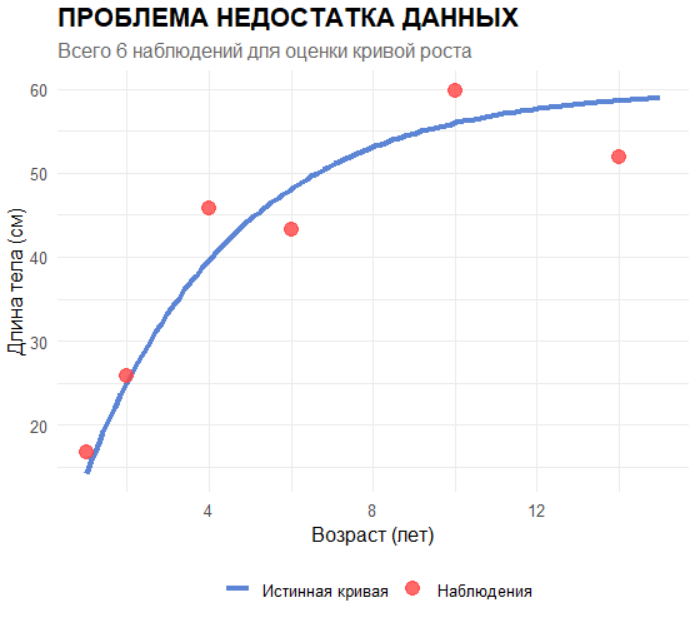 ПРОБЛЕМА НЕДОСТАТКА ДАННЫХ
Всего 6 наблюдений для оценки кривой роста
60
50
40
30
20
Длина тела (см)
4
8
12
Возраст (лет)
Истинная кривая
Наблюдения